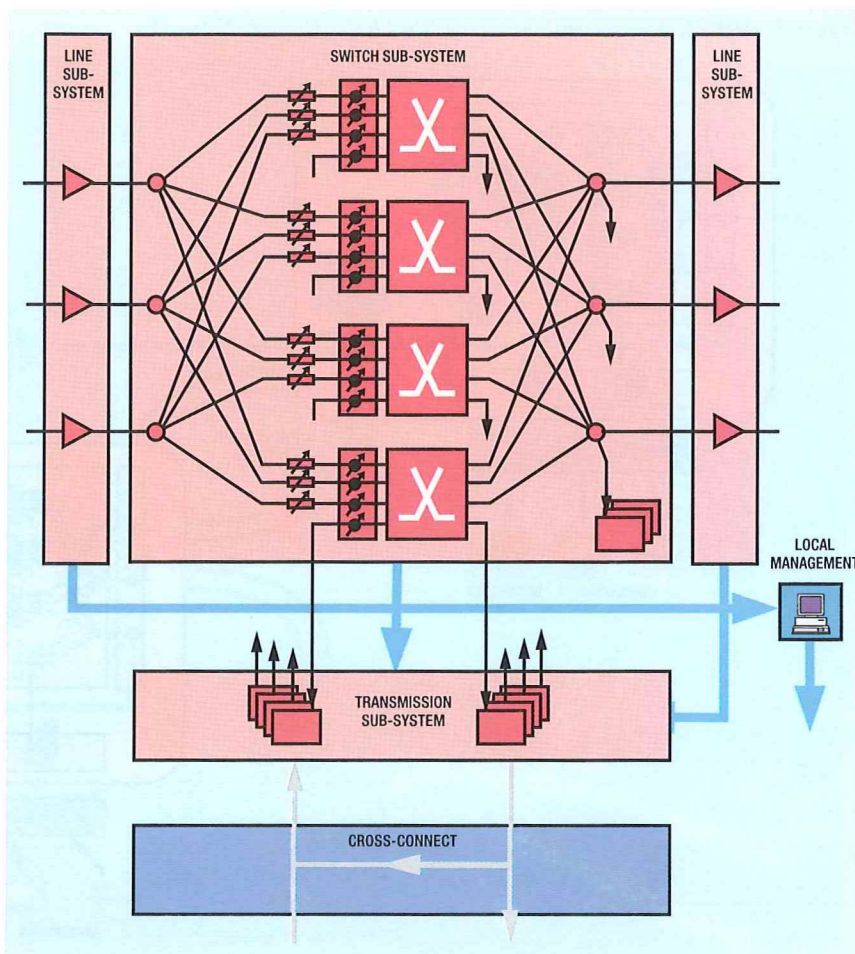 LINE
SUB-
SYSTEM
SWITCH SUB-SYSTEM
LINE
SUB-
SYSTEM
LOCAL
MANAGEMENT
TRANSMISSION
SUB-SYSTEM
CROSS-CONNECT